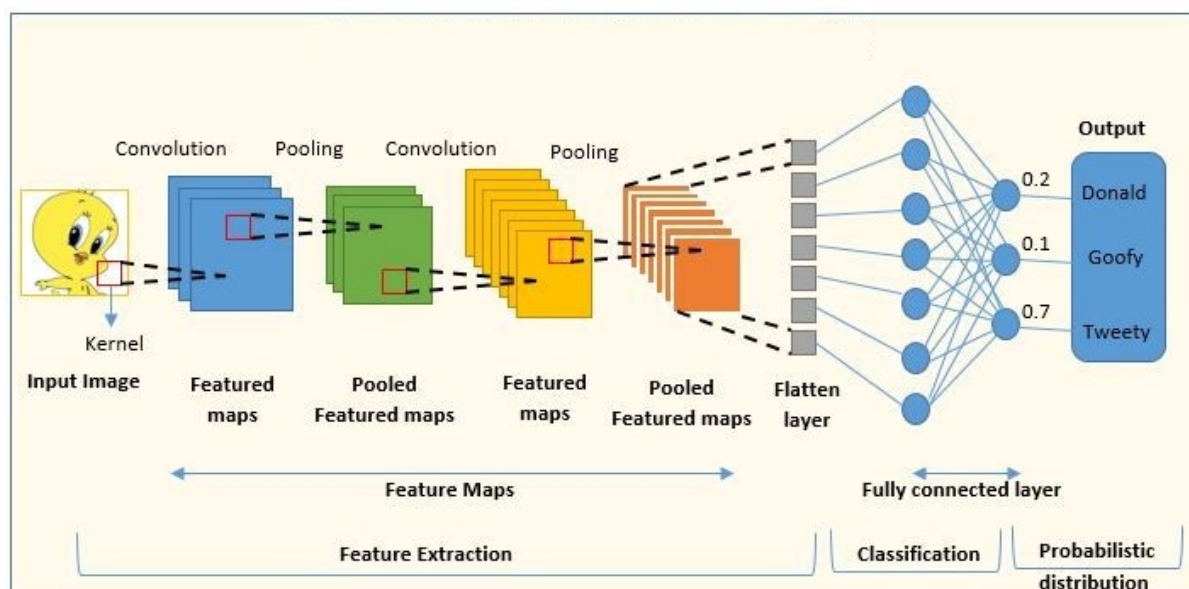 Convolution
Pooling
Convolution
Pooling
Output
0.2
Donald
0.1
Goofy
0.7
Tweety
Kernel
Input Image
Featured
maps
Pooled
Featured maps
Featured
maps
Pooled
Featured maps
Flatten
layer
Feature Maps
Fully connected layer
Feature Extraction
Classification
Probabilistic
distribution